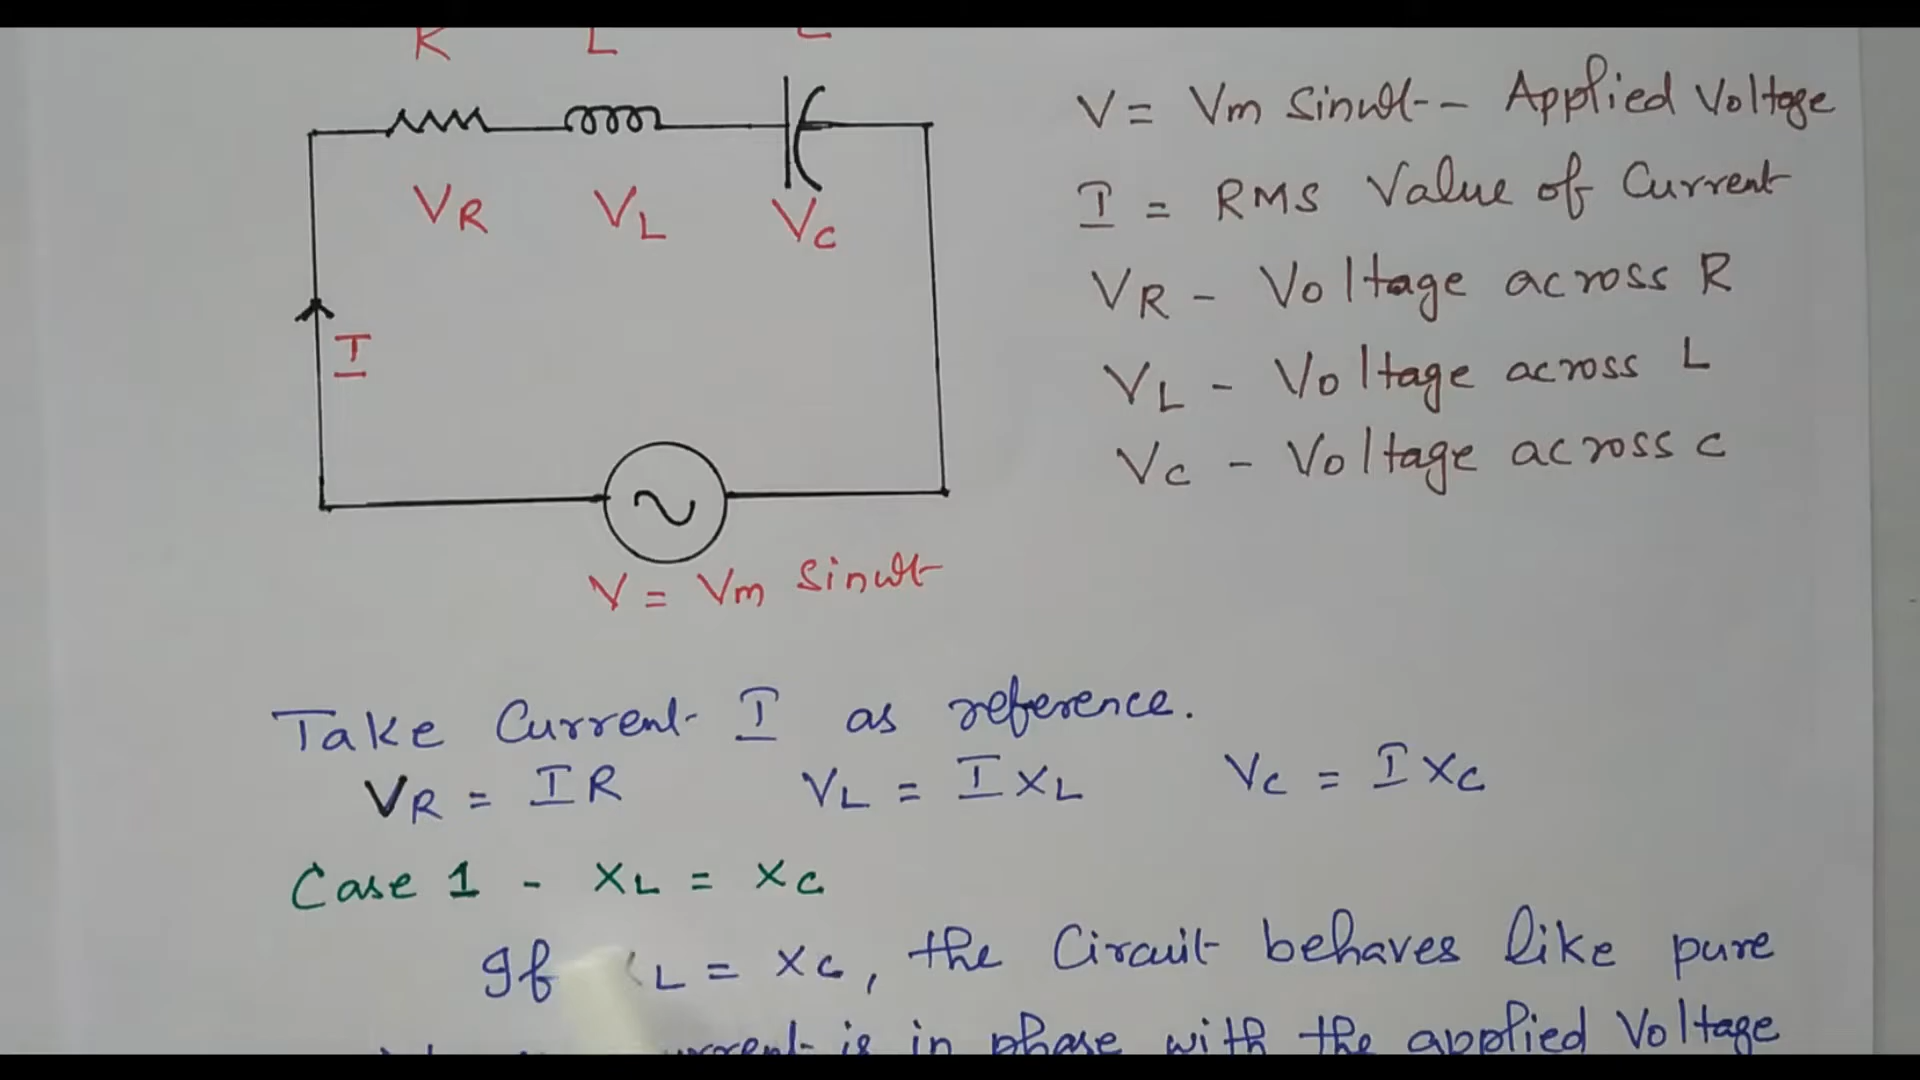 R L C
VR VL VC
I
V = Vm Sinωt
V = Vm Sinωt -- Applied Voltage
I = RMS Value of Current
VR - Voltage across R
VL - Voltage across L
VC - Voltage across C
Take Current I as reference.
VR = IR VL = IXL VC = IXC
Case 1 - XL = XC
If XL = XC, the Circuit behaves like pure
is in phase with the applied Voltage